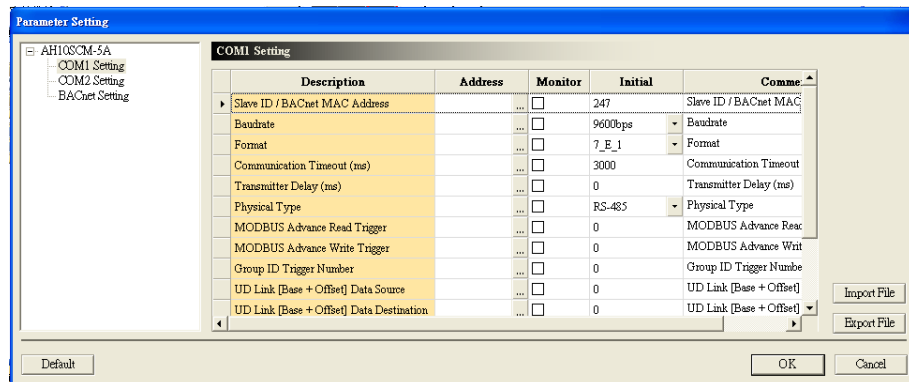 Parameter Setting
AH10SCM-5A
COM1 Setting
COM2 Setting
BACnet Setting
COM1 Setting
Description Address Monitor Initial Comme
Slave ID / BACnet MAC Address ... 247 Slave ID / BACnet MAC
Baudrate ... 9600bps Baudrate
Format ... 7_E_1 Format
Communication Timeout (ms) ... 3000 Communication Timeout
Transmitter Delay (ms) ... 0 Transmitter Delay (ms)
Physical Type ... RS-485 Physical Type
MODBUS Advance Read Trigger ... 0 MODBUS Advance Read
MODBUS Advance Write Trigger ... 0 MODBUS Advance Writ
Group ID Trigger Number ... 0 Group ID Trigger Numbe
UD Link [Base + Offset] Data Source ... 0 UD Link [Base + Offset]
UD Link [Base + Offset] Data Destination ... 0 UD Link [Base + Offset]
Import File
Export File
Default OK Cancel